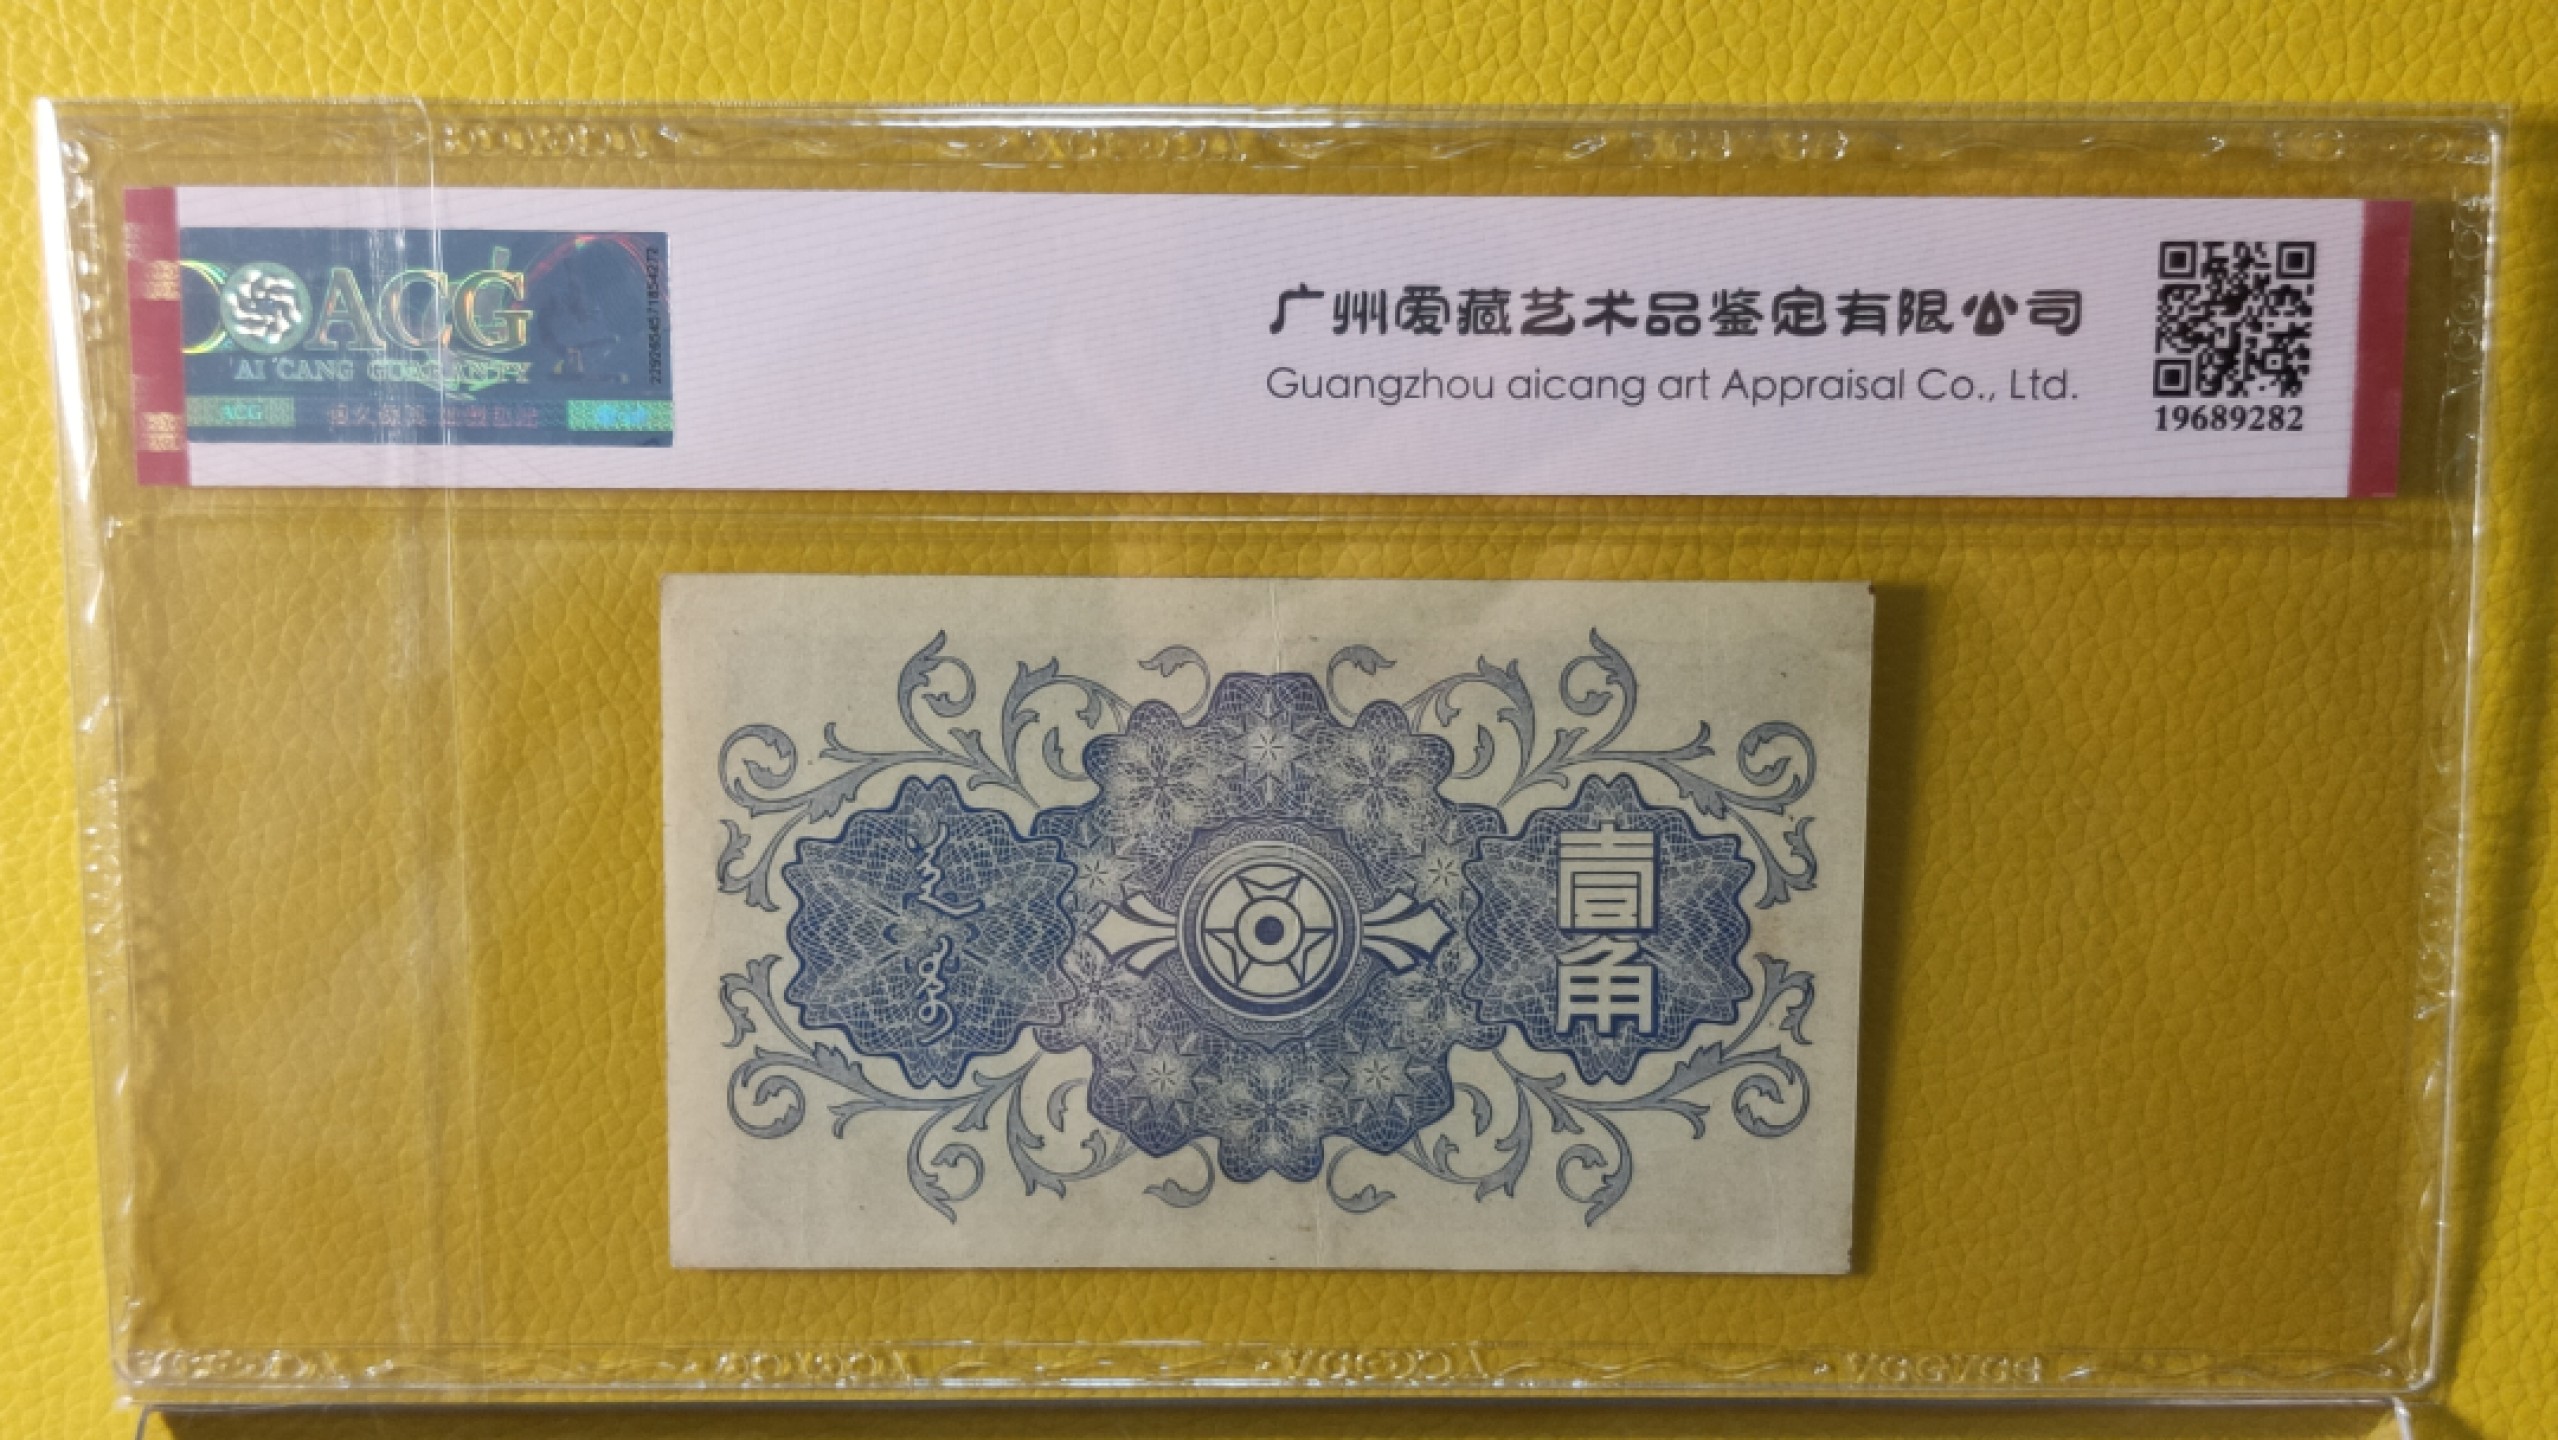 ACG
AI CANG GUARANTY
ACG
广州爱藏艺术品鉴定有限公司
Guangzhou aicang art Appraisal Co., Ltd.
19689282
壹角